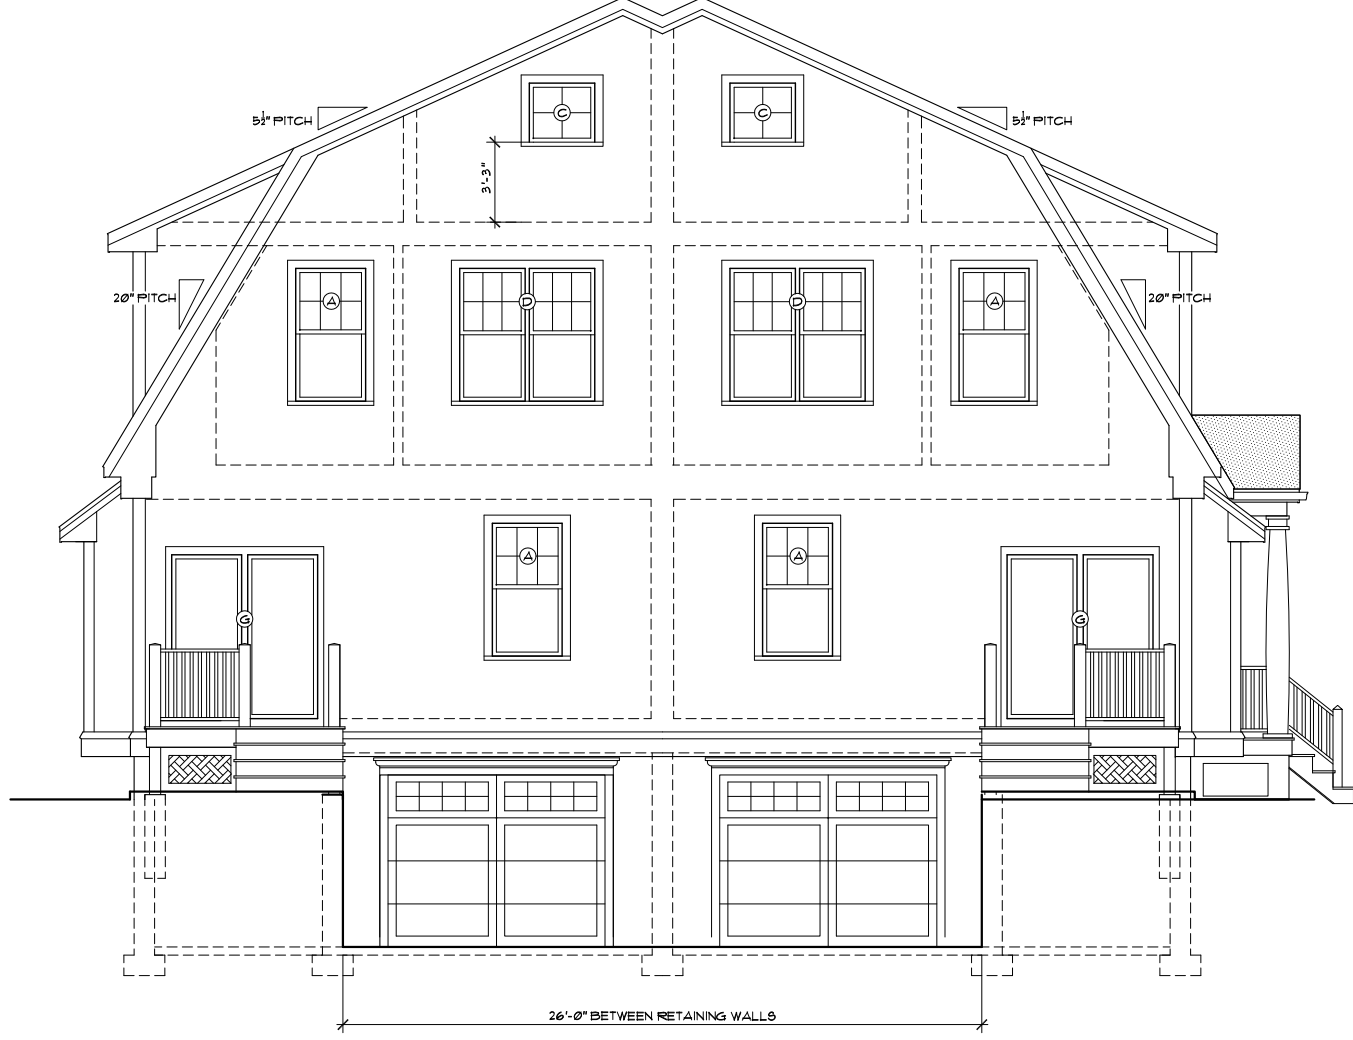 C
C
5½" PITCH
5½" PITCH
3'-3"
A
D
D
A
20" PITCH
20" PITCH
A
A
G
G
26'-0" BETWEEN RETAINING WALLS